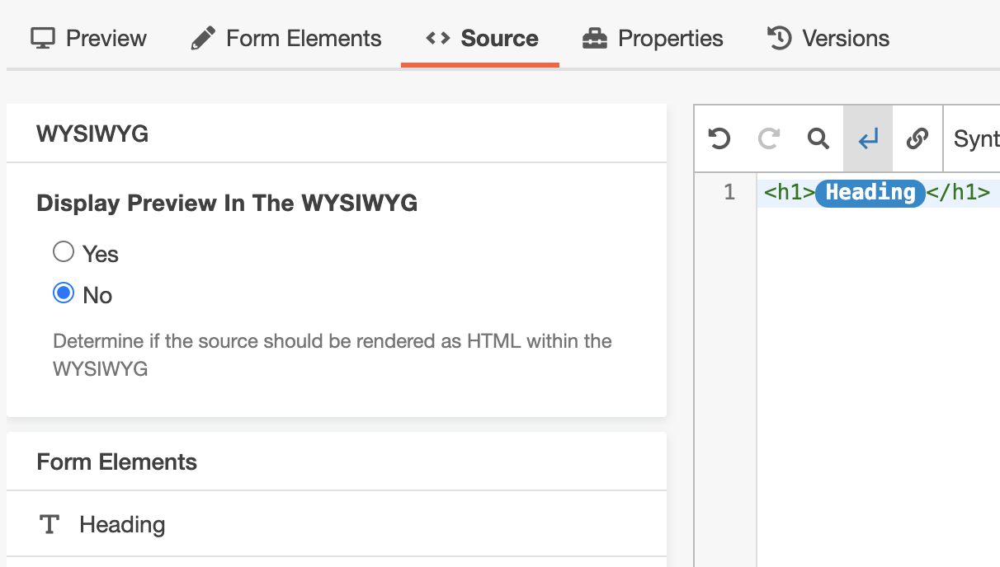 Preview Form Elements Source Properties Versions
WYSIWYG
Display Preview In The WYSIWYG
Yes
No
Determine if the source should be rendered as HTML within the
WYSIWYG
Form Elements
Heading
Synt
1 <h1>Heading</h1>